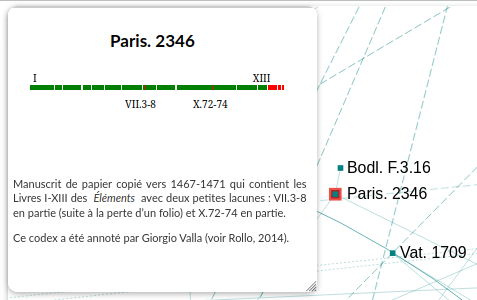 Paris. 2346
I XIII
VII.3-8 X.72-74
Manuscrit de papier copié vers 1467-1471 qui contient les
Livres I-XIII des Éléments avec deux petites lacunes : VII.3-8
en partie (suite à la perte d'un folio) et X.72-74 en partie.
Ce codex a été annoté par Giorgio Valla (voir Rollo, 2014).
Bodl. F.3.16
Paris. 2346
Vat. 1709